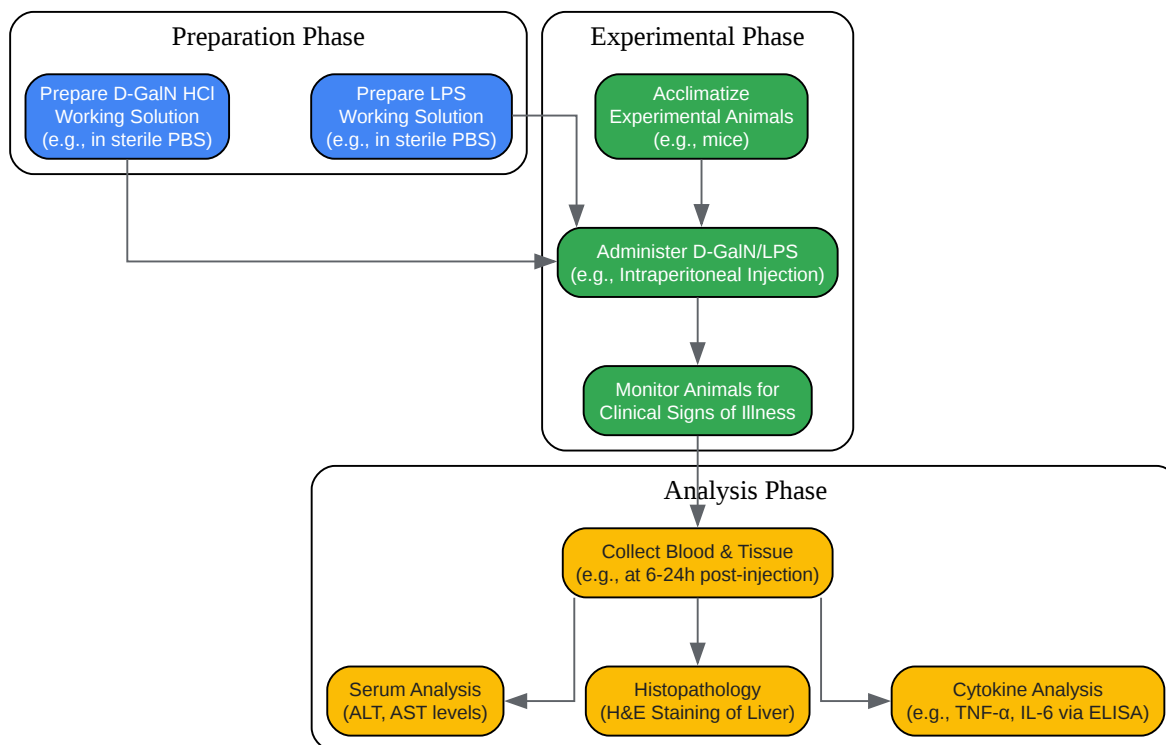 Preparation Phase
Prepare D-GalN HCl
Working Solution
(e.g., in sterile PBS)
Prepare LPS
Working Solution
(e.g., in sterile PBS)
Experimental Phase
Acclimatize
Experimental Animals
(e.g., mice)
Administer D-GalN/LPS
(e.g., Intraperitoneal Injection)
Monitor Animals for
Clinical Signs of Illness
Analysis Phase
Collect Blood & Tissue
(e.g., at 6-24h post-injection)
Serum Analysis
(ALT, AST levels)
Histopathology
(H&E Staining of Liver)
Cytokine Analysis
(e.g., TNF-α, IL-6 via ELISA)